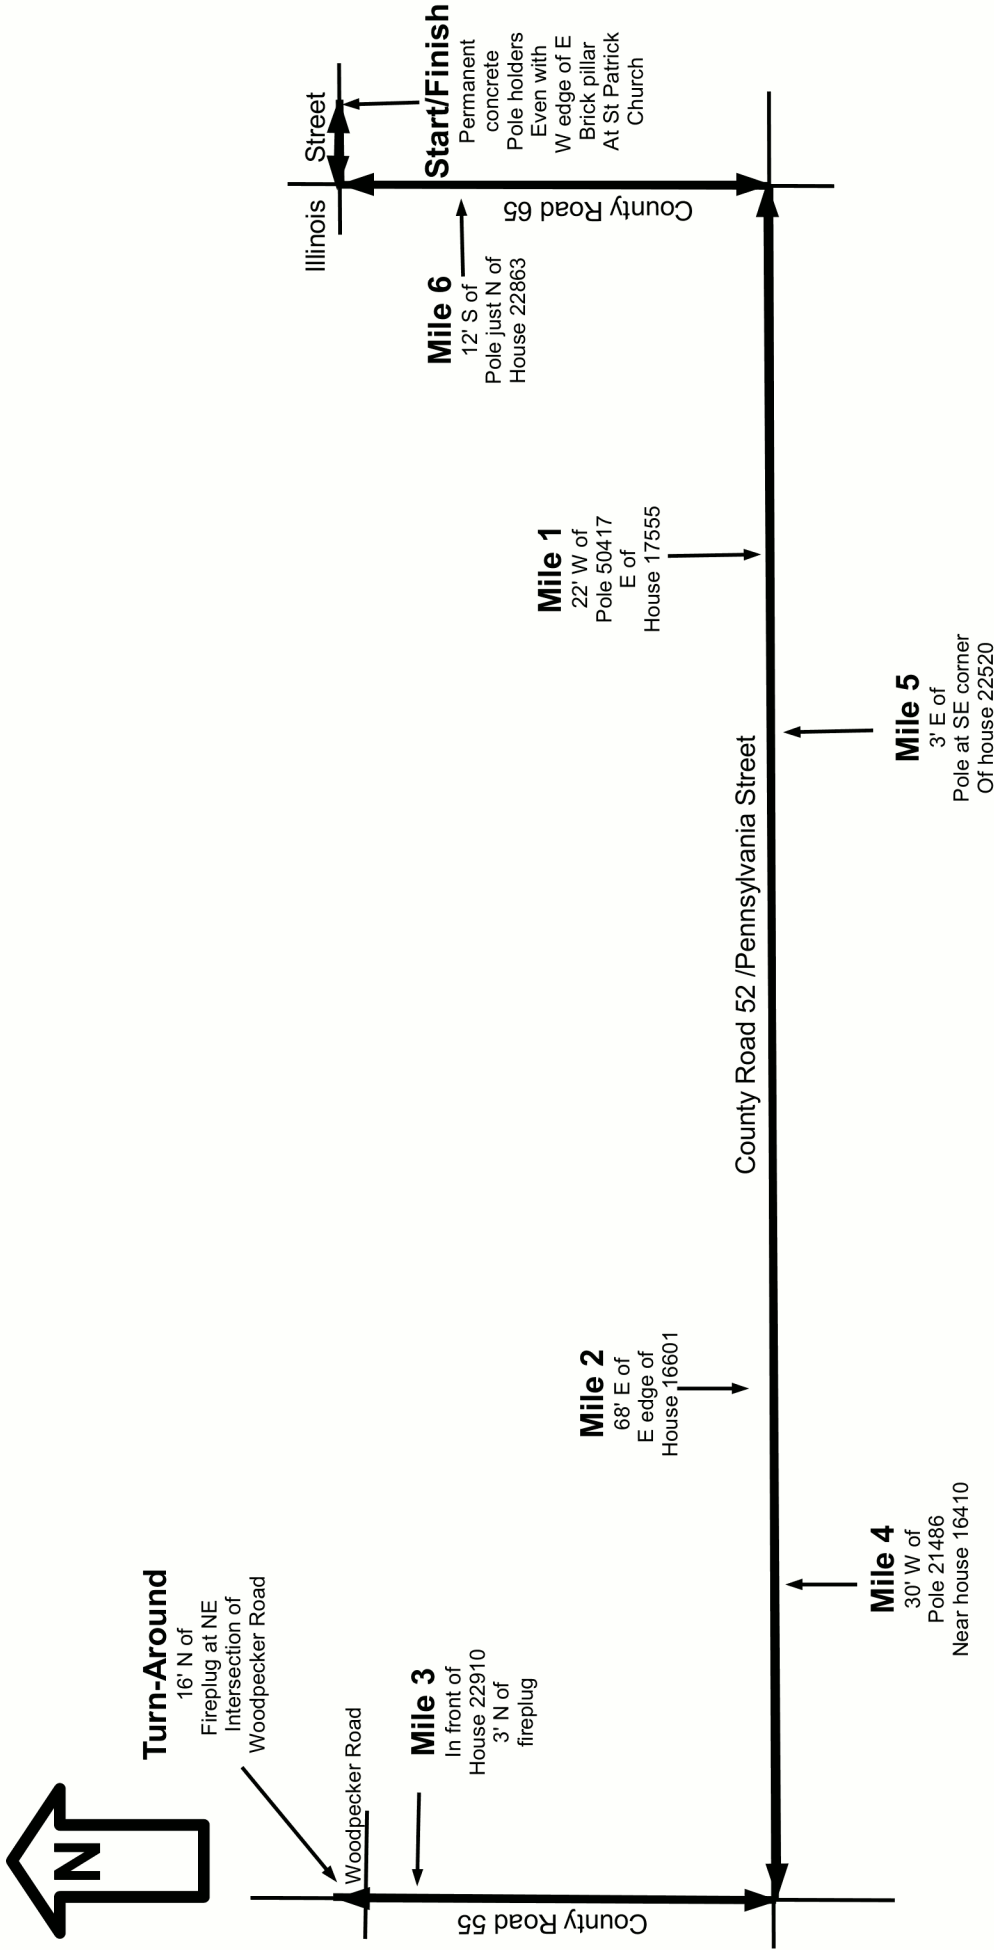 N
Turn-Around
16' N of
Fireplug at NE
Intersection of
Woodpecker Road
Woodpecker Road
Mile 3
In front of
House 22910
3' N of
fireplug
County Road 55
Mile 4
30' W of
Pole 21486
Near house 16410
Mile 2
68' E of
E edge of
House 16601
County Road 52 /Pennsylvania Street
Mile 5
3' E of
Pole at SE corner
Of house 22520
Mile 1
22' W of
Pole 50417
E of
House 17555
Mile 6
12' S of
Pole just N of
House 22863
County Road 65
Illinois Street
Start/Finish
Permanent
concrete
Pole holders
Even with
W edge of E
Brick pillar
At St Patrick
Church